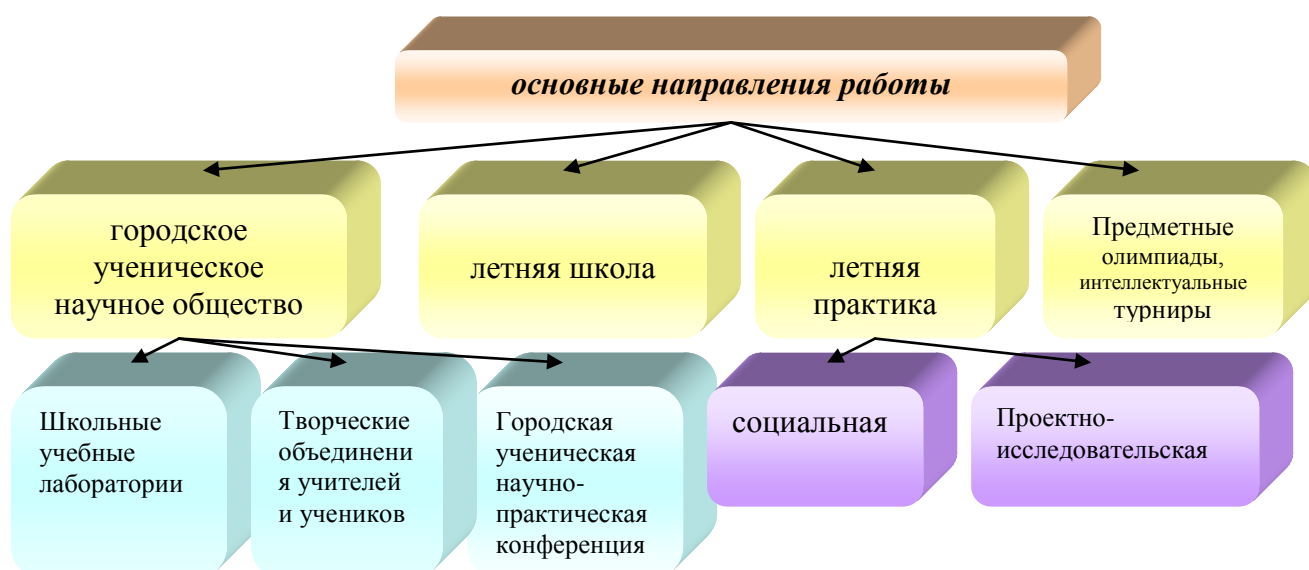 основные направления работы
городское
ученическое
научное общество
летняя школа
летняя
практика
Предметные
олимпиады,
интеллектуальные
турниры
Школьные
учебные
лаборатории
Творческие
объединени
я учителей
и учеников
Городская
ученическая
научно-
практическая
конференция
социальная
Проектно-
исследовательская